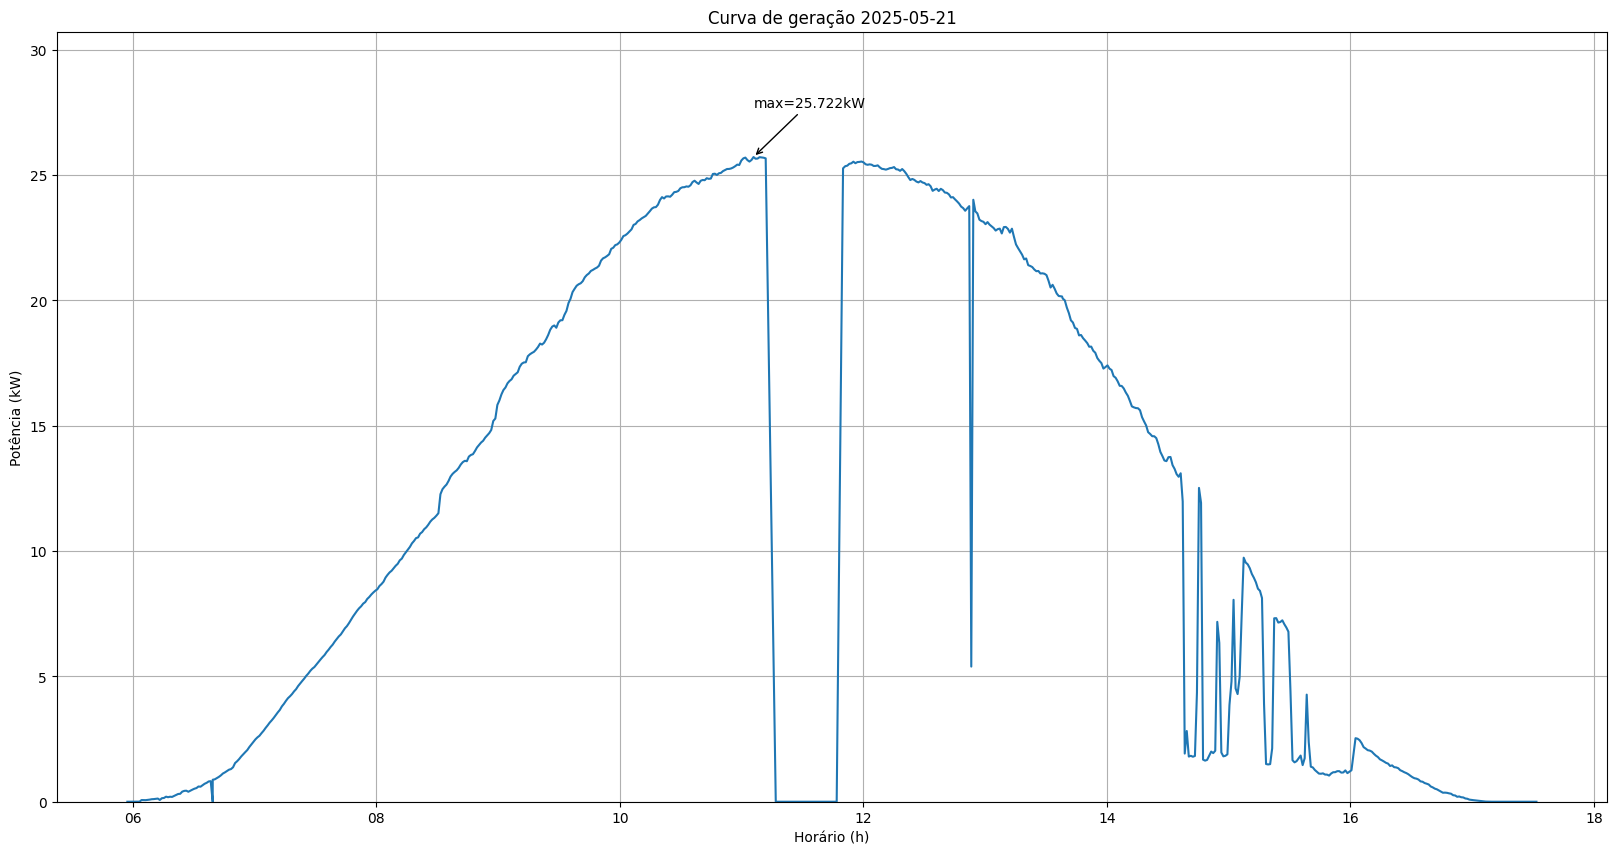 Curva de geração 2025-05-21
max=25.722kW
Potência (kW)
30
25
20
15
10
5
0
06 08 10 12 14 16 18
Horário (h)